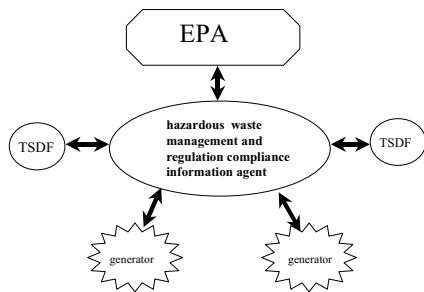 EPA
TSDF
hazardous waste
management and
regulation compliance
information agent
TSDF
generator
generator